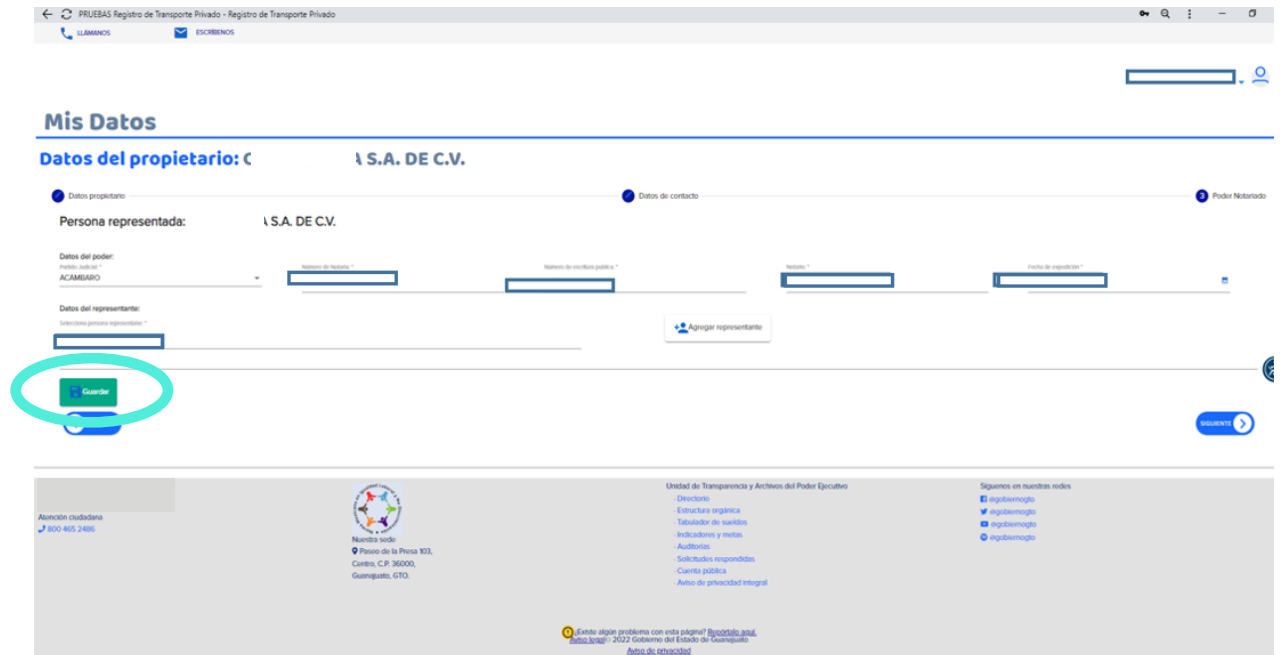 PRUEBAS Registro de Transporte Privado - Registro de Transporte Privado
LLÁMANOS
ESCRÍBENOS
Mis Datos
Datos del propietario: A S.A. DE C.V.
Datos propietario
Datos de contacto
3 Poder Notariado
Persona representada: S.A. DE C.V.
Datos del poder:
Partido Judicial: *
Número de Notaría: *
Número de escritura pública: *
Notario: *
Fecha de expedición *
ACÁMBARO
Datos del representante:
Selecciona persona representante: *
Agregar representante
Guardar
SIGUIENTE
Atención ciudadana
800 465 2486
Nuestra sede
Paseo de la Presa 103,
Centro, C.P. 36000,
Guanajuato, GTO.
Unidad de Transparencia y Archivos del Poder Ejecutivo
- Directorio
- Estructura orgánica
- Tabulador de sueldos
- Indicadores y metas
- Auditorías
- Solicitudes respondidas
- Cuenta pública
- Aviso de privacidad integral
Síguenos en nuestras redes
@gobiernogto
@gobiernogto
@gobiernogto
@gobiernogto
¿Existe algún problema con esta página? Repórtalo aquí.
Aviso legal© 2022 Gobierno del Estado de Guanajuato
Aviso de privacidad